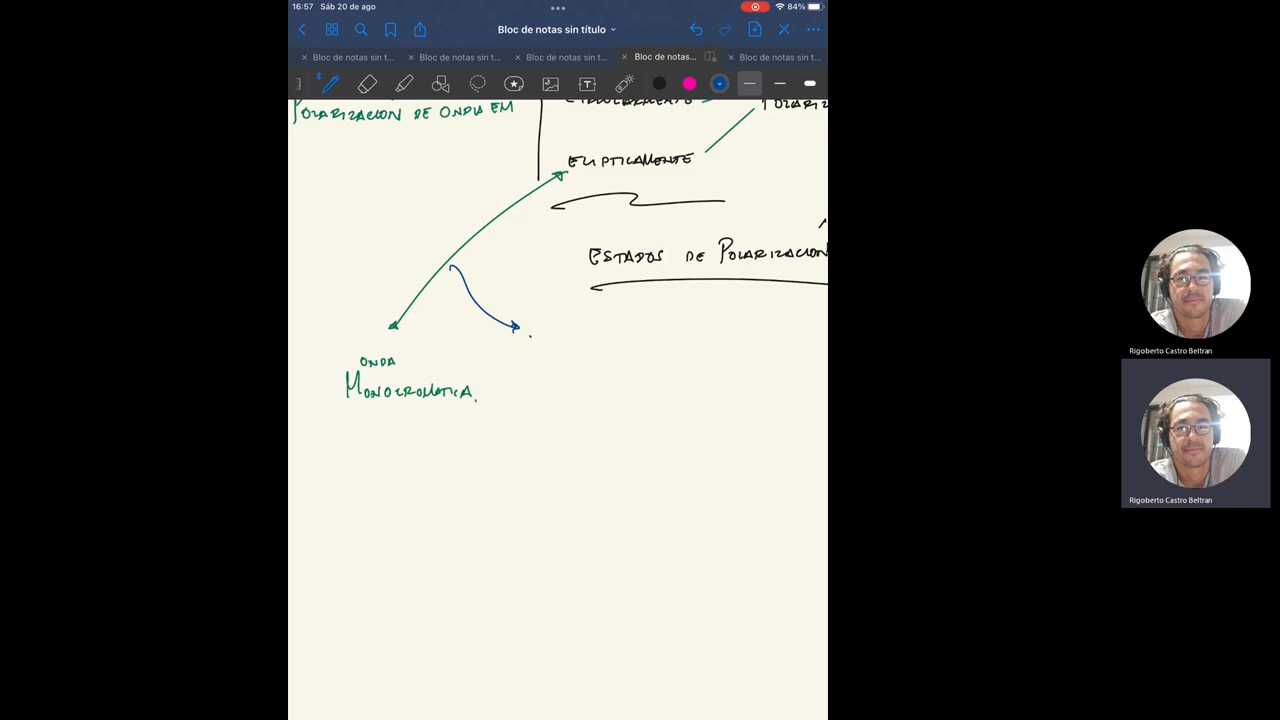 16:57 Sáb 20 de ago
84%
Bloc de notas sin título
Bloc de notas sin t...
Bloc de notas sin t...
Bloc de notas sin t...
Bloc de notas...
Bloc de notas sin t...
POLARIZACION DE ONDA EM
CIRCULARMENTE
POLARIZ
ELIPTICAMENTE
ESTADOS DE POLARIZACION
ONDA
MONOCROMATICA.
Rigoberto Castro Beltran
Rigoberto Castro Beltran